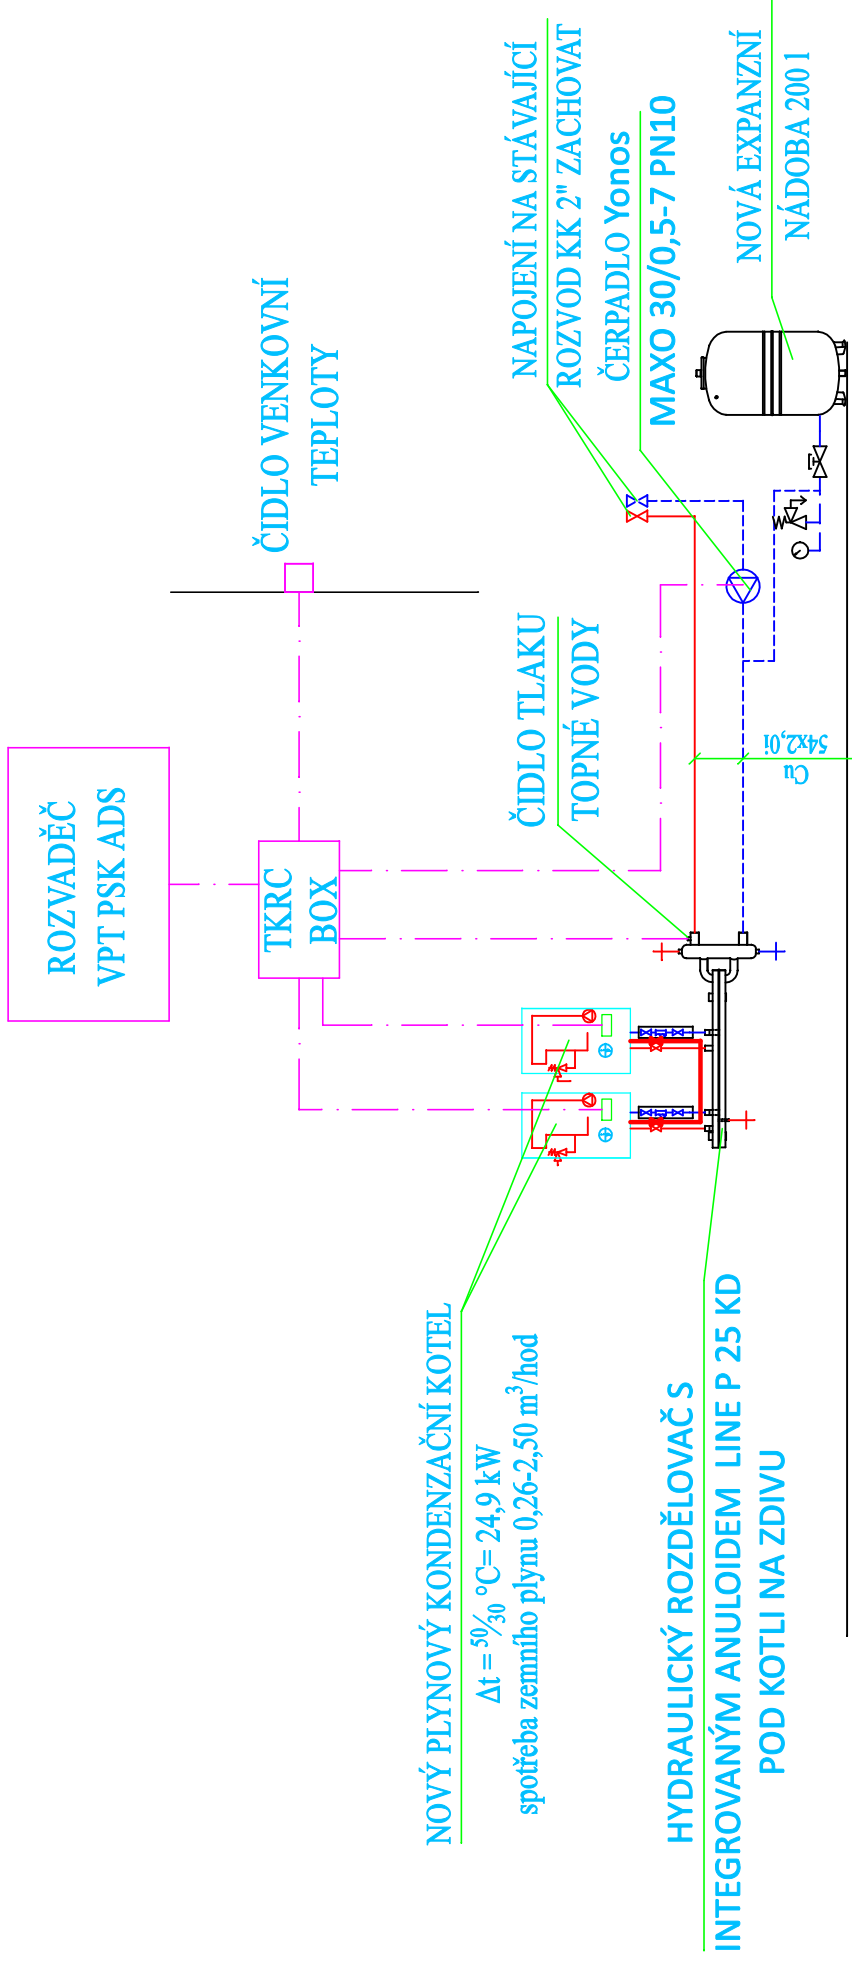 ROZVADĚČ
VPT PSK ADS
TKRC
BOX
ČIDLO VENKOVNÍ
TEPLOTY
NOVÝ PLYNOVÝ KONDENZAČNÍ KOTEL
Δt = 50/30 °C= 24,9 kW
spotřeba zemního plynu 0,26-2,50 m³/hod
ČIDLO TLAKU
TOPNÉ VODY
NAPOJENÍ NA STÁVAJÍCÍ
ROZVOD KK 2" ZACHOVAT
ČERPADLO Yonos
MAXO 30/0,5-7 PN10
HYDRAULICKÝ ROZDĚLOVAČ S
INTEGROVANÝM ANULOIDEM LINE P 25 KD
POD KOTLI NA ZDIVU
Cu
54x2,0i
NOVÁ EXPANZNÍ
NÁDOBA 200 l